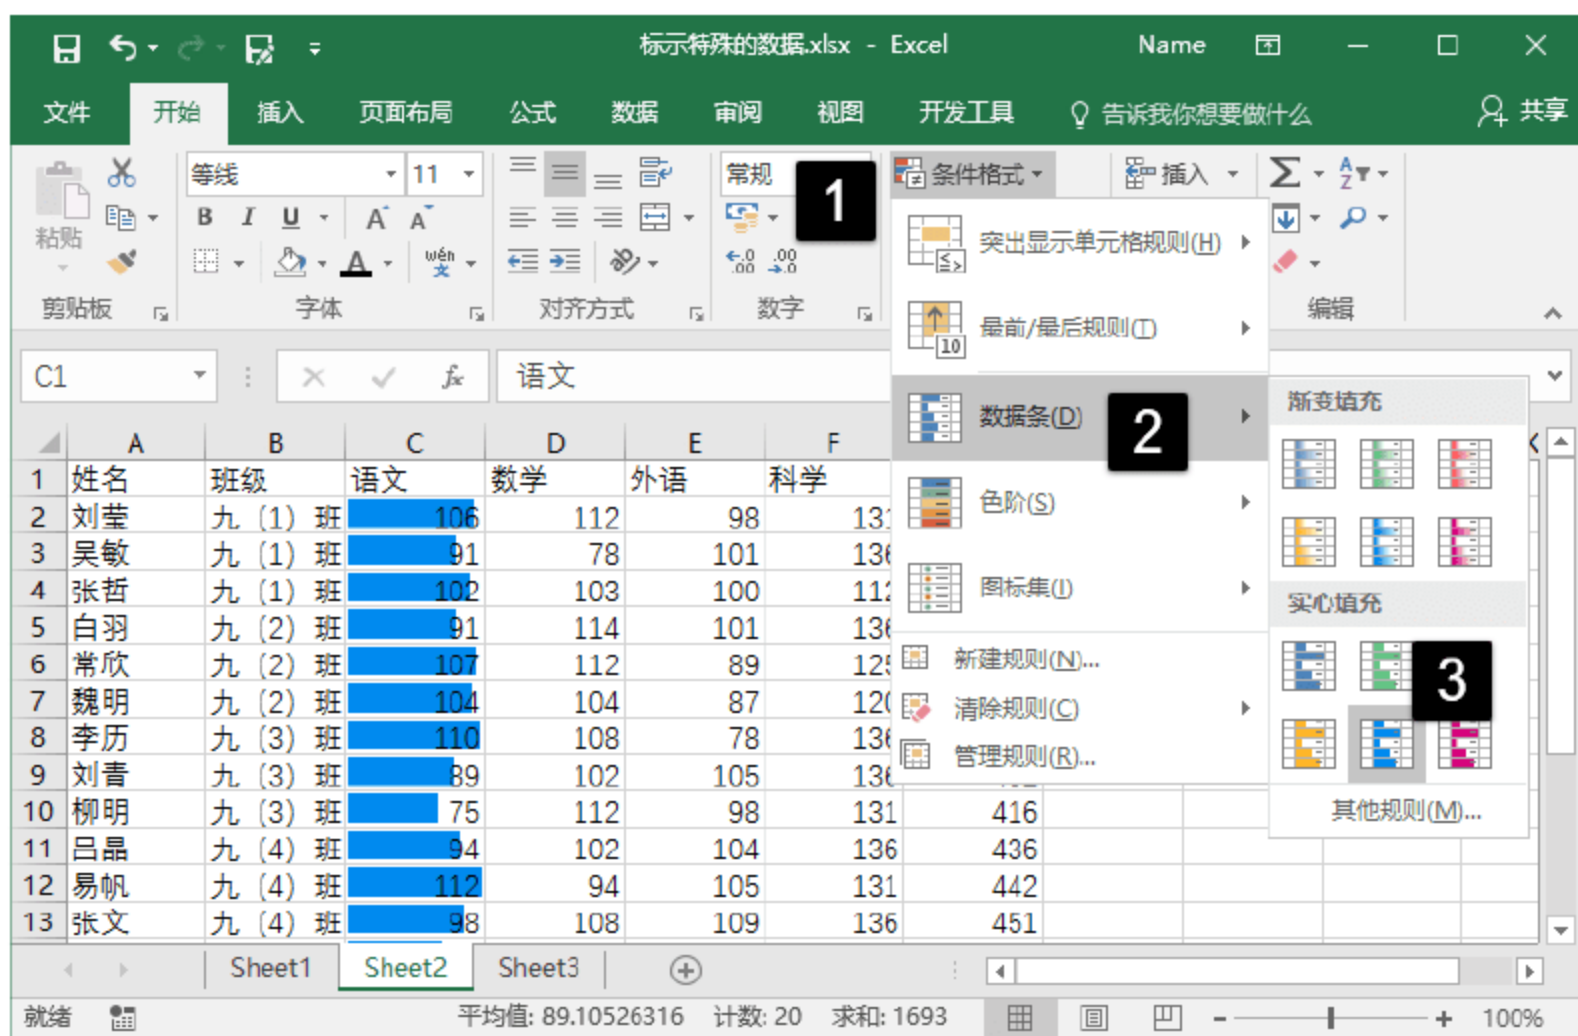 标示特殊的数据.xlsx - Excel Name
文件 开始 插入 页面布局 公式 数据 审阅 视图 开发工具 告诉我你想要做什么 共享
等线 11 常规 条件格式 插入
1
粘贴 B I U A A
A wén 文 .0 .00 .00 .0
剪贴板 字体 对齐方式 数字 编辑
突出显示单元格规则(H)
10 最前/最后规则(T)
数据条(D)
2
色阶(S)
图标集(I)
新建规则(N)...
清除规则(C)
管理规则(R)...
渐变填充
实心填充
3
其他规则(M)...
C1 fx 语文
A B C D E F
1 姓名 班级 语文 数学 外语 科学
2 刘莹 九 (1) 班 106 112 98 131
3 吴敏 九 (1) 班 91 78 101 136
4 张哲 九 (1) 班 102 103 100 112
5 白羽 九 (2) 班 91 114 101 136
6 常欣 九 (2) 班 107 112 89 125
7 魏明 九 (2) 班 104 104 87 120
8 李历 九 (3) 班 110 108 78 136
9 刘青 九 (3) 班 89 102 105 136
10 柳明 九 (3) 班 75 112 98 131 416
11 吕晶 九 (4) 班 94 102 104 136 436
12 易帆 九 (4) 班 112 94 105 131 442
13 张文 九 (4) 班 98 108 109 136 451
Sheet1 Sheet2 Sheet3
就绪 平均值: 89.10526316 计数: 20 求和: 1693 100%